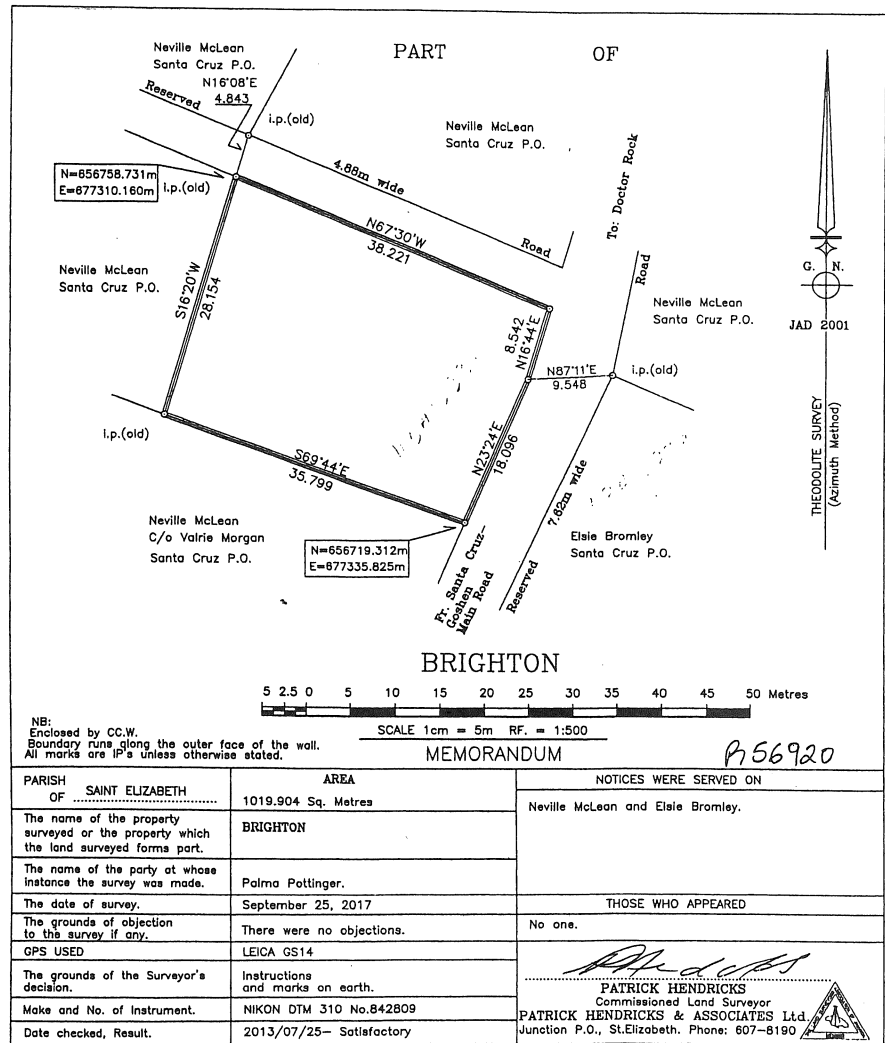 PART OF
Neville McLean
Santa Cruz P.O.
N16°08'E
4.843
Reserved
i.p.(old)
Neville McLean
Santa Cruz P.O.
4.88m wide
Road
To: Doctor Rock
Road
N=656758.731m
E=677310.160m
i.p.(old)
N67°30'W
38.221
Neville McLean
Santa Cruz P.O.
S16°20'W
28.154
8.542
N16°44'E
Neville McLean
Santa Cruz P.O.
N87°11'E
9.548
i.p.(old)
G. N.
JAD 2001
THEODOLITE SURVEY
(Azimuth Method)
i.p.(old)
S69°44'E
35.799
N23°24'E
18.096
7.62m wide
Reserved
Neville McLean
C/o Valrie Morgan
Santa Cruz P.O.
N=656719.312m
E=677335.825m
Fr. Santa Cruz-
Goshen
Main Road
Elsie Bromley
Santa Cruz P.O.
BRIGHTON
5 2.5 0 5 10 15 20 25 30 35 40 45 50 Metres
SCALE 1cm = 5m RF. = 1:500
NB:
Enclosed by CC.W.
Boundary runs along the outer face of the wall.
All marks are IP's unless otherwise stated.
MEMORANDUM
R56920
PARISH
OF SAINT ELIZABETH
AREA
1019.904 Sq. Metres
NOTICES WERE SERVED ON
Neville McLean and Elsie Bromley.
The name of the property
surveyed or the property which
the land surveyed forms part.
BRIGHTON
The name of the party at whose
instance the survey was made.
Palma Pottinger.
The date of survey.
September 25, 2017
THOSE WHO APPEARED
No one.
The grounds of objection
to the survey if any.
There were no objections.
GPS USED
LEICA GS14
The grounds of the Surveyor's
decision.
Instructions
and marks on earth.
Make and No. of Instrument.
NIKON DTM 310 No.842809
Date checked, Result.
2013/07/25– Satisfactory
PATRICK HENDRICKS
Commissioned Land Surveyor
PATRICK HENDRICKS & ASSOCIATES Ltd.
Junction P.O., St.Elizabeth. Phone: 607–8190